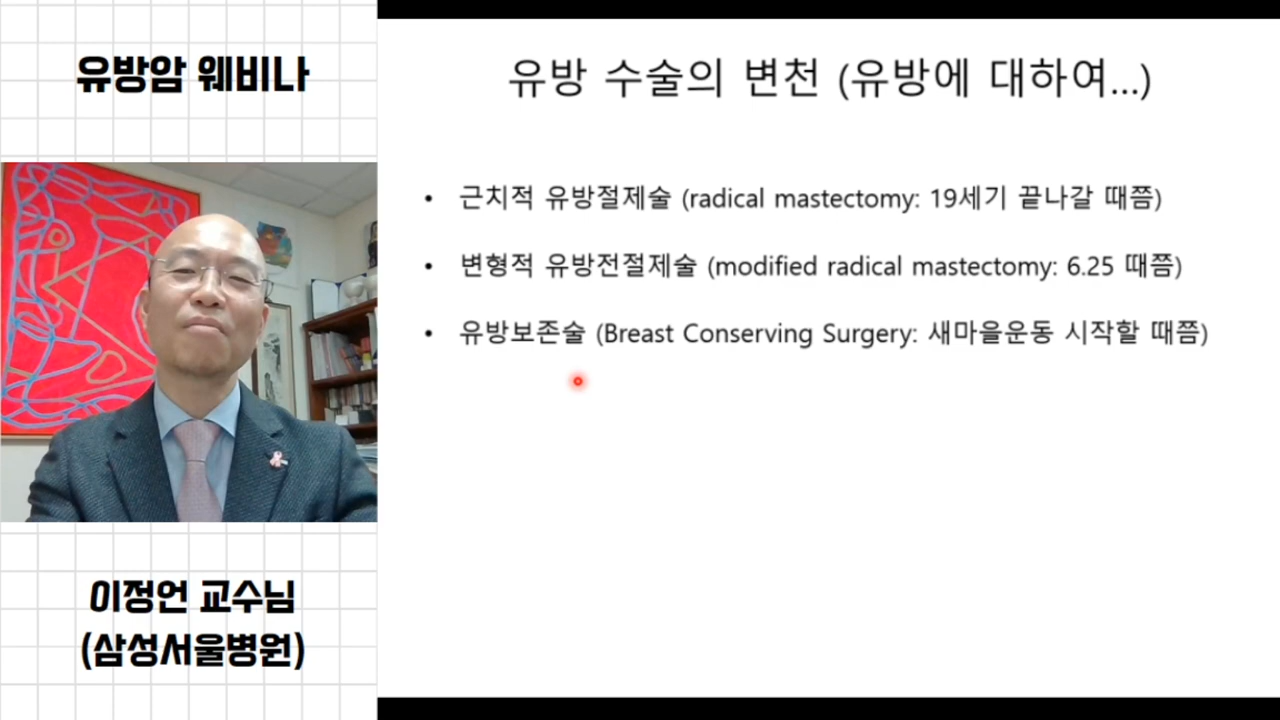 유방암 웨비나
이정언 교수님
(삼성서울병원)
유방 수술의 변천 (유방에 대하여...)
• 근치적 유방절제술 (radical mastectomy: 19세기 끝나갈 때쯤)
• 변형적 유방전절제술 (modified radical mastectomy: 6.25 때쯤)
• 유방보존술 (Breast Conserving Surgery: 새마을운동 시작할 때쯤)